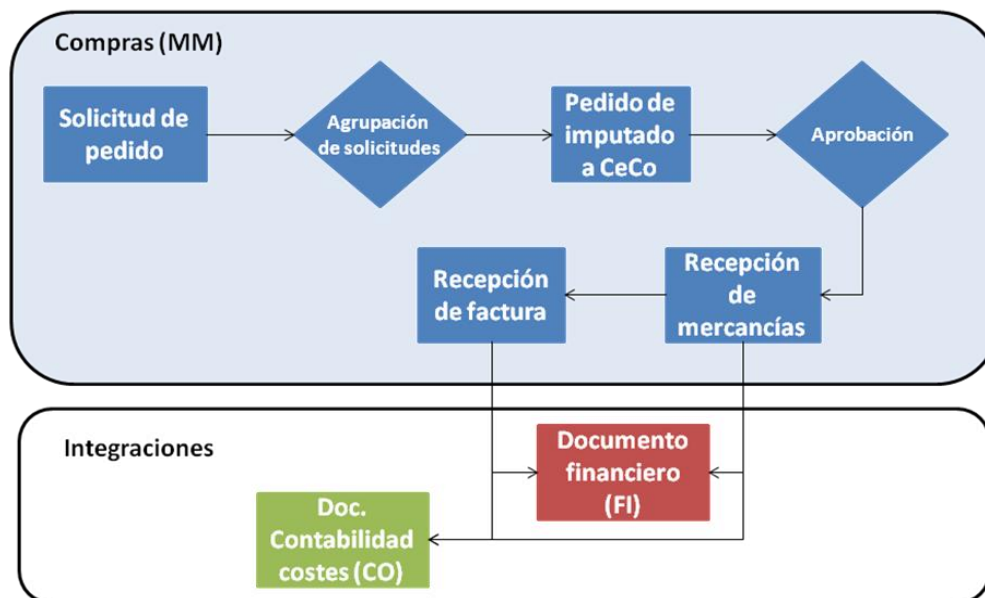 Compras (MM)
Solicitud de
pedido
Agrupación
de solicitudes
Pedido de
imputado
a CeCo
Aprobación
Recepción
de factura
Recepción
de
mercancías
Integraciones
Documento
financiero
(FI)
Doc.
Contabilidad
costes (CO)